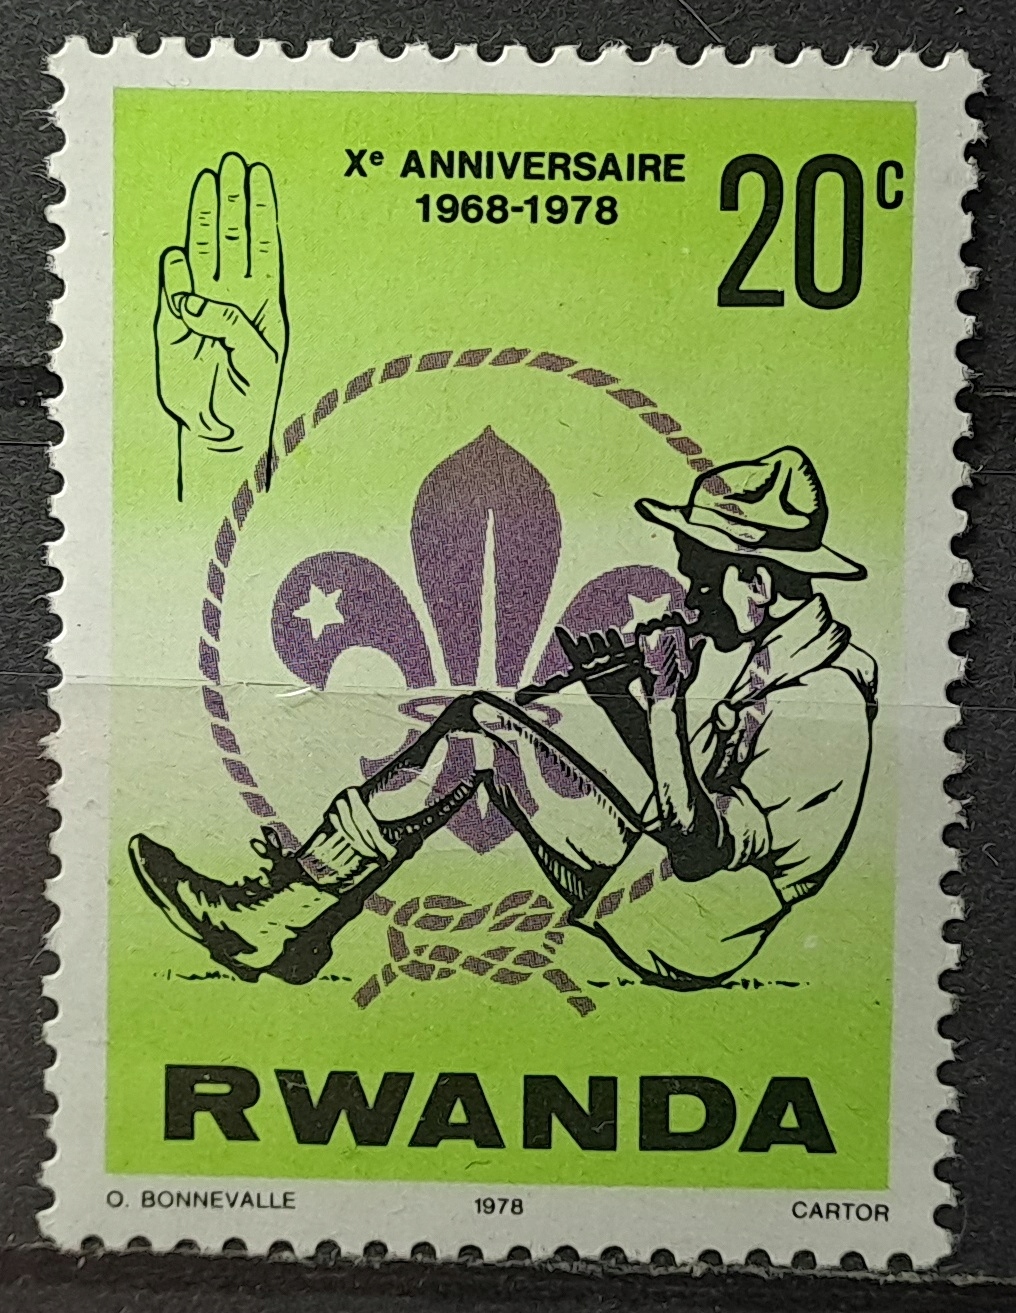 Xe ANNIVERSAIRE
1968-1978
20c
RWANDA
O. BONNEVALLE 1978 CARTOR